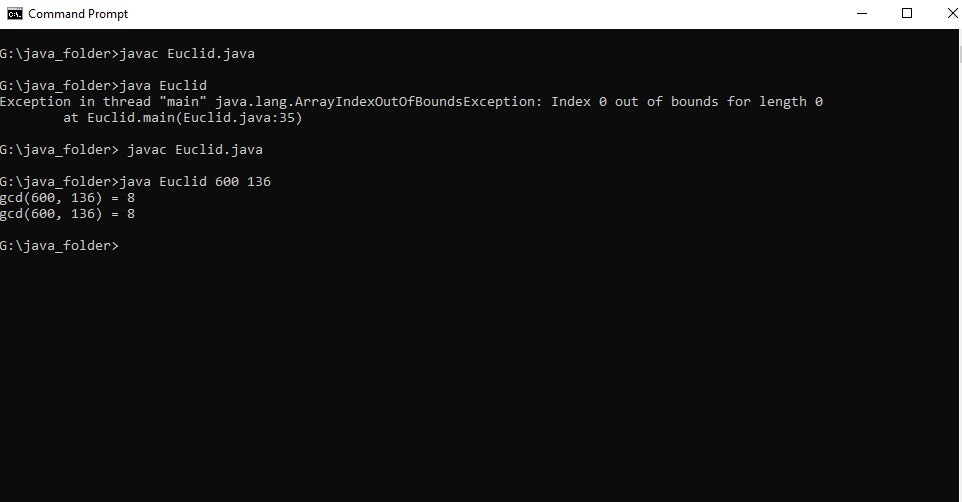 Command Prompt
G:\java_folder>javac Euclid.java
G:\java_folder>java Euclid
Exception in thread "main" java.lang.ArrayIndexOutOfBoundsException: Index 0 out of bounds for length 0
        at Euclid.main(Euclid.java:35)
G:\java_folder> javac Euclid.java
G:\java_folder>java Euclid 600 136
gcd(600, 136) = 8
gcd(600, 136) = 8
G:\java_folder>